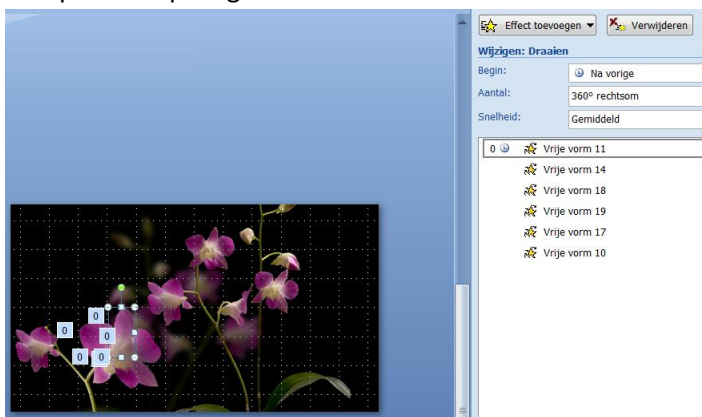 Effect toevoegen Verwijderen
Wijzigen: Draaien
Begin: Na vorige
Aantal: 360° rechtsom
Snelheid: Gemiddeld
0 Vrije vorm 11
Vrije vorm 14
Vrije vorm 18
Vrije vorm 19
Vrije vorm 17
Vrije vorm 10
0
0 0
0 0